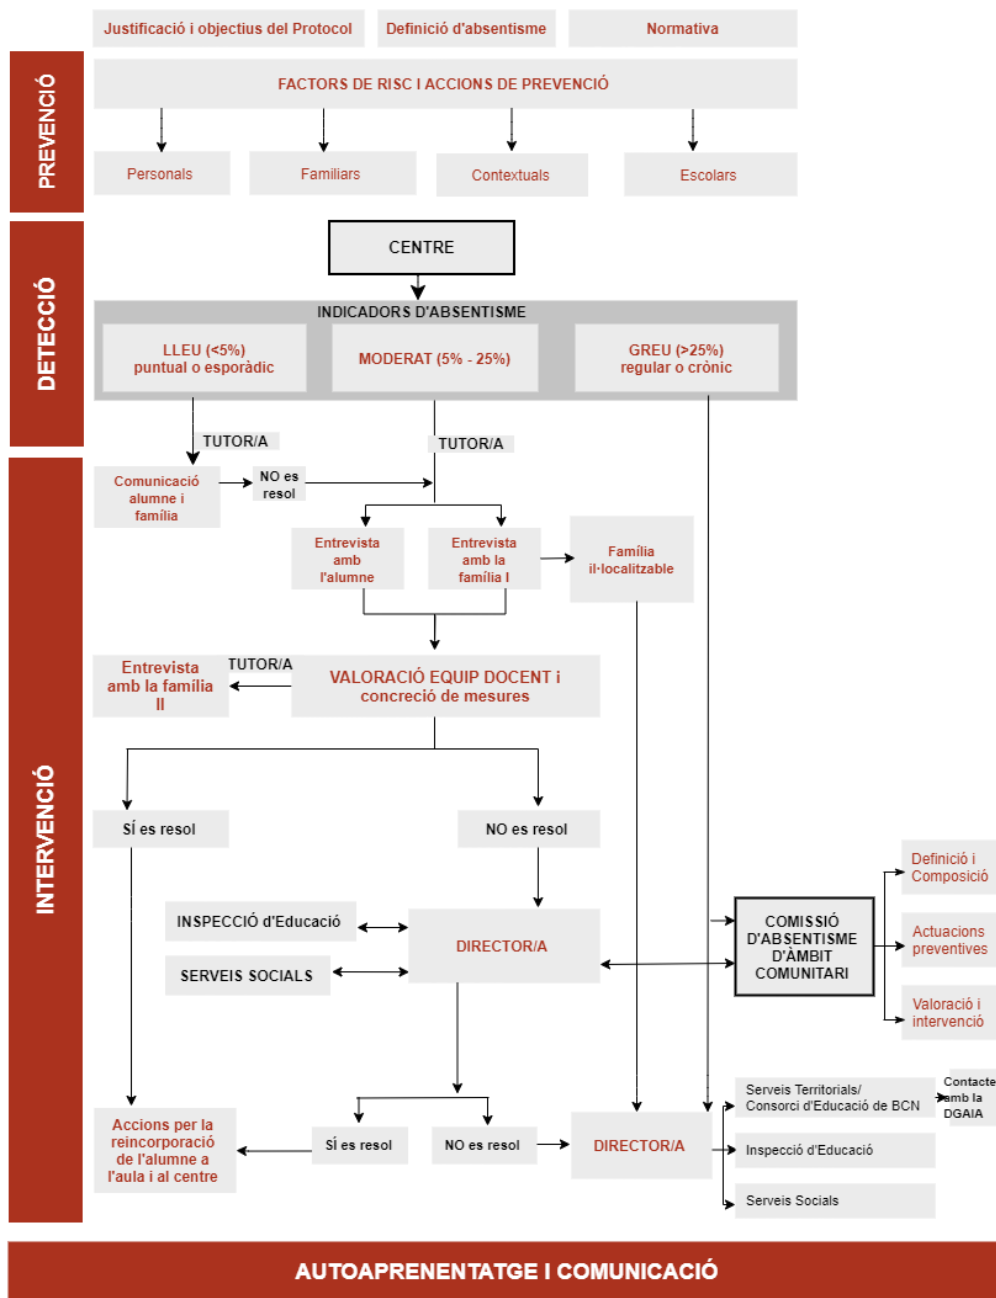 Justificació i objectius del Protocol
Definició d'absentisme
Normativa
PREVENCIÓ
FACTORS DE RISC I ACCIONS DE PREVENCIÓ
Personals
Familiars
Contextuals
Escolars
DETECCIÓ
CENTRE
INDICADORS D'ABSENTISME
LLEU (<5%)
puntual o esporàdic
MODERAT (5% - 25%)
GREU (>25%)
regular o crònic
TUTOR/A
TUTOR/A
INTERVENCIÓ
Comunicació
alumne i
família
NO es
resol
Entrevista
amb
l'alumne
Entrevista
amb la
família I
Família
il·localitzable
Entrevista
amb la família
II
TUTOR/A
VALORACIÓ EQUIP DOCENT i
concreció de mesures
SÍ es resol
NO es resol
INSPECCIÓ d'Educació
SERVEIS SOCIALS
DIRECTOR/A
COMISSIÓ
D'ABSENTISME
D'ÀMBIT
COMUNITARI
Definició i
Composició
Actuacions
preventives
Valoració i
intervenció
Accions per la
reincorporació
de l'alumne a
l'aula i al centre
SÍ es resol
NO es resol
DIRECTOR/A
Serveis Territorials/
Consorci d'Educació de BCN
Contacte
amb la
DGAIA
Inspecció d'Educació
Serveis Socials
AUTOAPRENENTATGE I COMUNICACIÓ